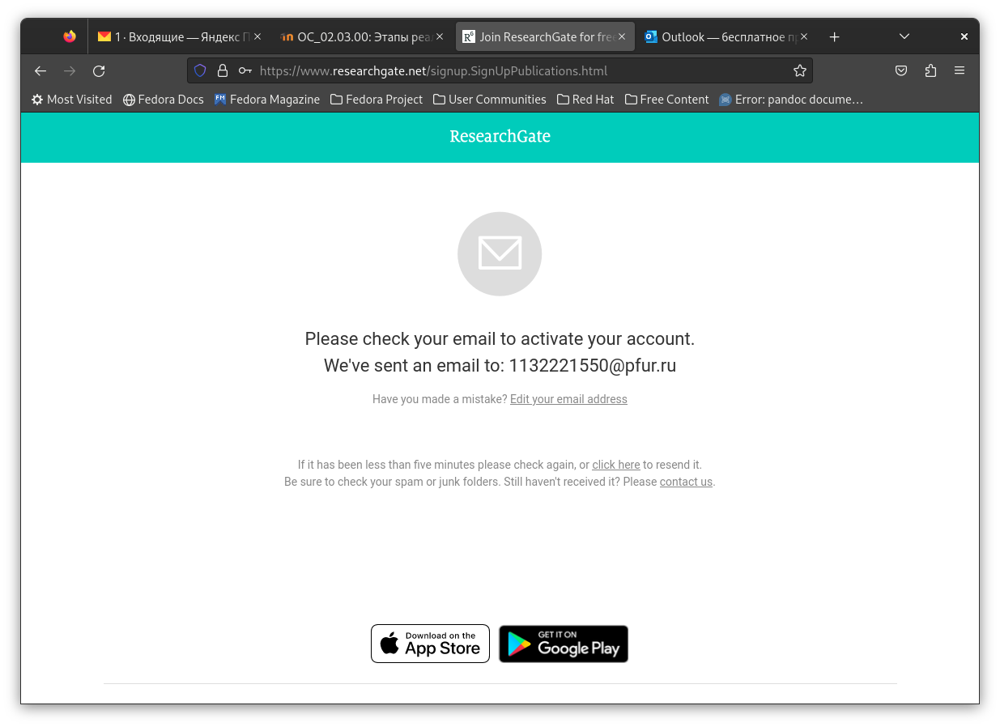 1 · Входящие — Яндекс П
ОС_02.03.00: Этапы реа
Join ResearchGate for free
Outlook — бесплатное п
https://www.researchgate.net/signup.SignUpPublications.html
Most Visited
Fedora Docs
Fedora Magazine
Fedora Project
User Communities
Red Hat
Free Content
Error: pandoc docume…
ResearchGate
Please check your email to activate your account.
We've sent an email to: 1132221550@pfur.ru
Have you made a mistake? Edit your email address
If it has been less than five minutes please check again, or click here to resend it.
Be sure to check your spam or junk folders. Still haven't received it? Please contact us.
Download on the
App Store
GET IT ON
Google Play